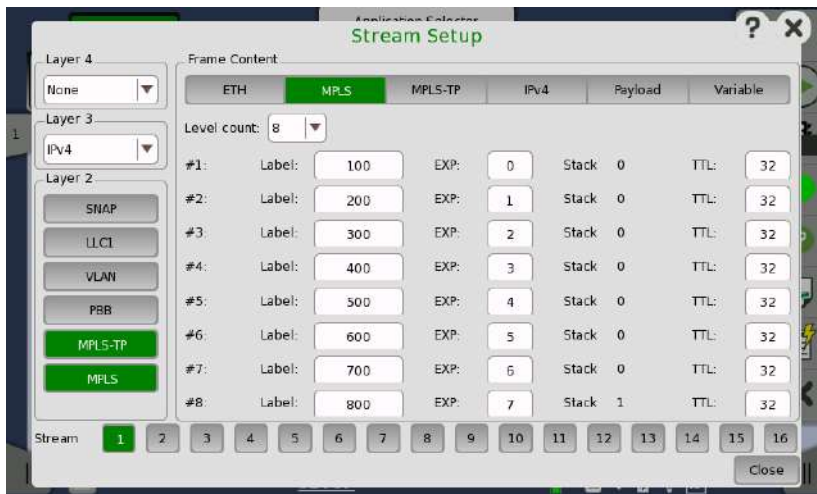 Application Selector
Stream Setup
? X
Layer 4
None
Layer 3
IPv4
Layer 2
SNAP
LLC1
VLAN
PBB
MPLS-TP
MPLS
Frame Content
ETH MPLS MPLS-TP IPv4 Payload Variable
Level count: 8
#1: Label: 100 EXP: 0 Stack 0 TTL: 32
#2: Label: 200 EXP: 1 Stack 0 TTL: 32
#3: Label: 300 EXP: 2 Stack 0 TTL: 32
#4: Label: 400 EXP: 3 Stack 0 TTL: 32
#5: Label: 500 EXP: 4 Stack 0 TTL: 32
#6: Label: 600 EXP: 5 Stack 0 TTL: 32
#7: Label: 700 EXP: 6 Stack 0 TTL: 32
#8: Label: 800 EXP: 7 Stack 1 TTL: 32
Stream 1 2 3 4 5 6 7 8 9 10 11 12 13 14 15 16
Close
1